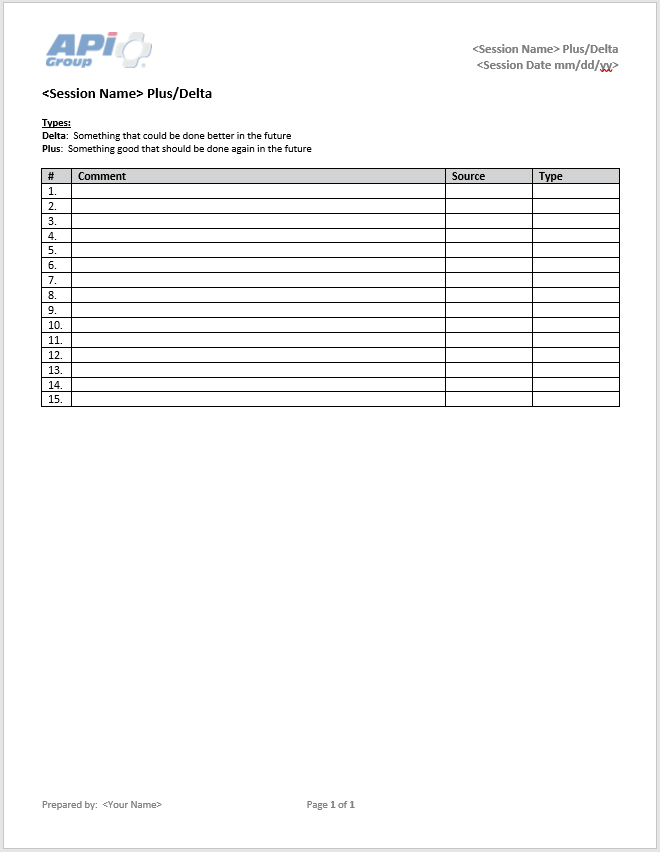 APi
Group
<Session Name> Plus/Delta
<Session Date mm/dd/yy>
<Session Name> Plus/Delta
Types:
Delta: Something that could be done better in the future
Plus: Something good that should be done again in the future
# Comment Source Type
1.
2.
3.
4.
5.
6.
7.
8.
9.
10.
11.
12.
13.
14.
15.
Prepared by: <Your Name> Page 1 of 1